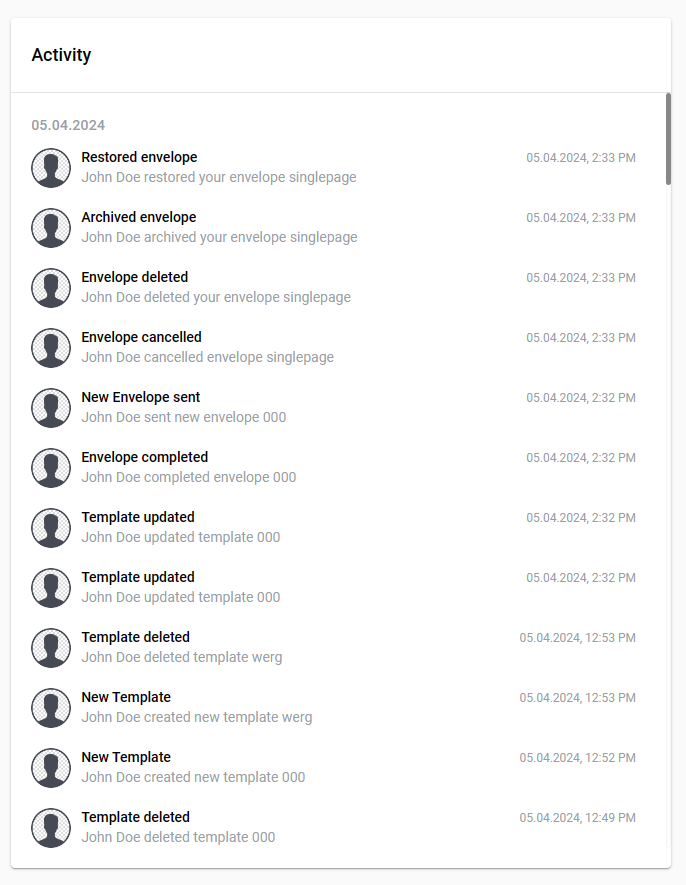 Activity
05.04.2024
Restored envelope
05.04.2024, 2:33 PM
John Doe restored your envelope singlepage
Archived envelope
05.04.2024, 2:33 PM
John Doe archived your envelope singlepage
Envelope deleted
05.04.2024, 2:33 PM
John Doe deleted your envelope singlepage
Envelope cancelled
05.04.2024, 2:33 PM
John Doe cancelled envelope singlepage
New Envelope sent
05.04.2024, 2:32 PM
John Doe sent new envelope 000
Envelope completed
05.04.2024, 2:32 PM
John Doe completed envelope 000
Template updated
05.04.2024, 2:32 PM
John Doe updated template 000
Template updated
05.04.2024, 2:32 PM
John Doe updated template 000
Template deleted
05.04.2024, 12:53 PM
John Doe deleted template werg
New Template
05.04.2024, 12:53 PM
John Doe created new template werg
New Template
05.04.2024, 12:52 PM
John Doe created new template 000
Template deleted
05.04.2024, 12:49 PM
John Doe deleted template 000